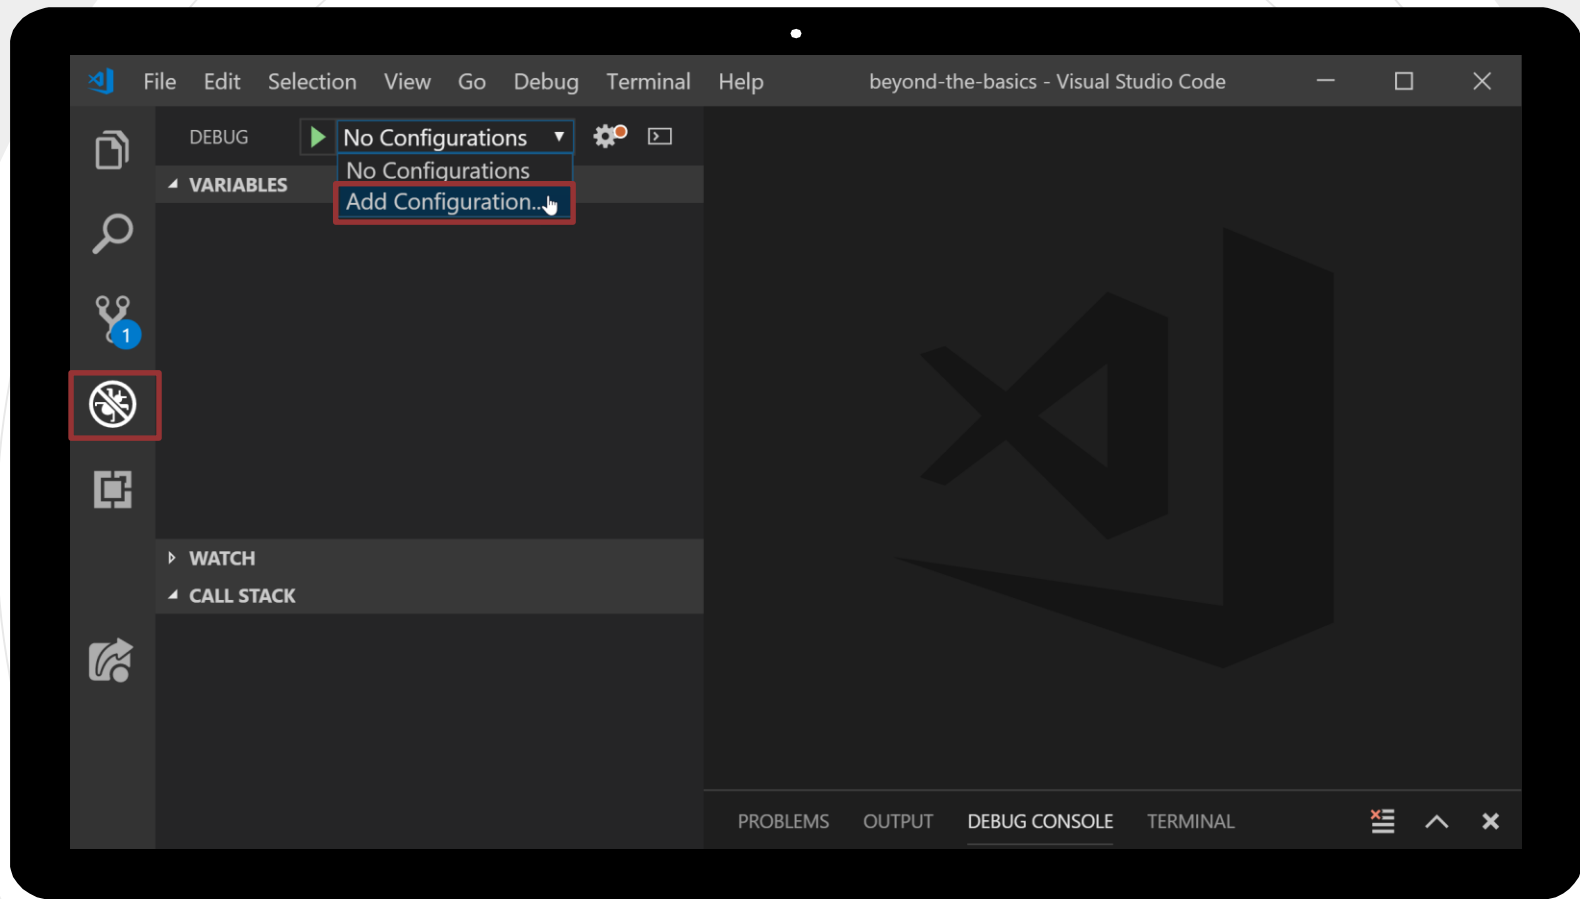 File Edit Selection View Go Debug Terminal Help beyond-the-basics - Visual Studio Code
DEBUG No Configurations
No Configurations
Add Configuration...
VARIABLES
1
WATCH
CALL STACK
PROBLEMS OUTPUT DEBUG CONSOLE TERMINAL